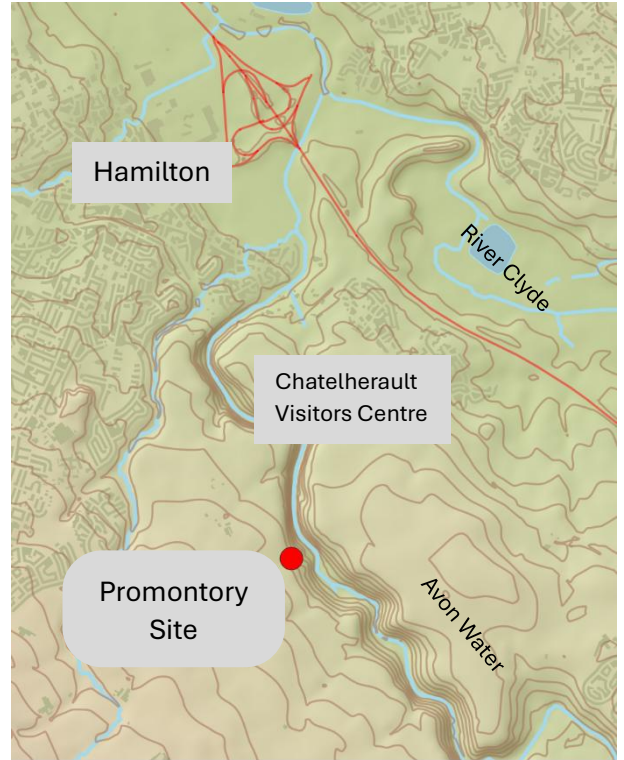 Hamilton
River Clyde
Chatelherault
Visitors Centre
Promontory
Site
Avon Water